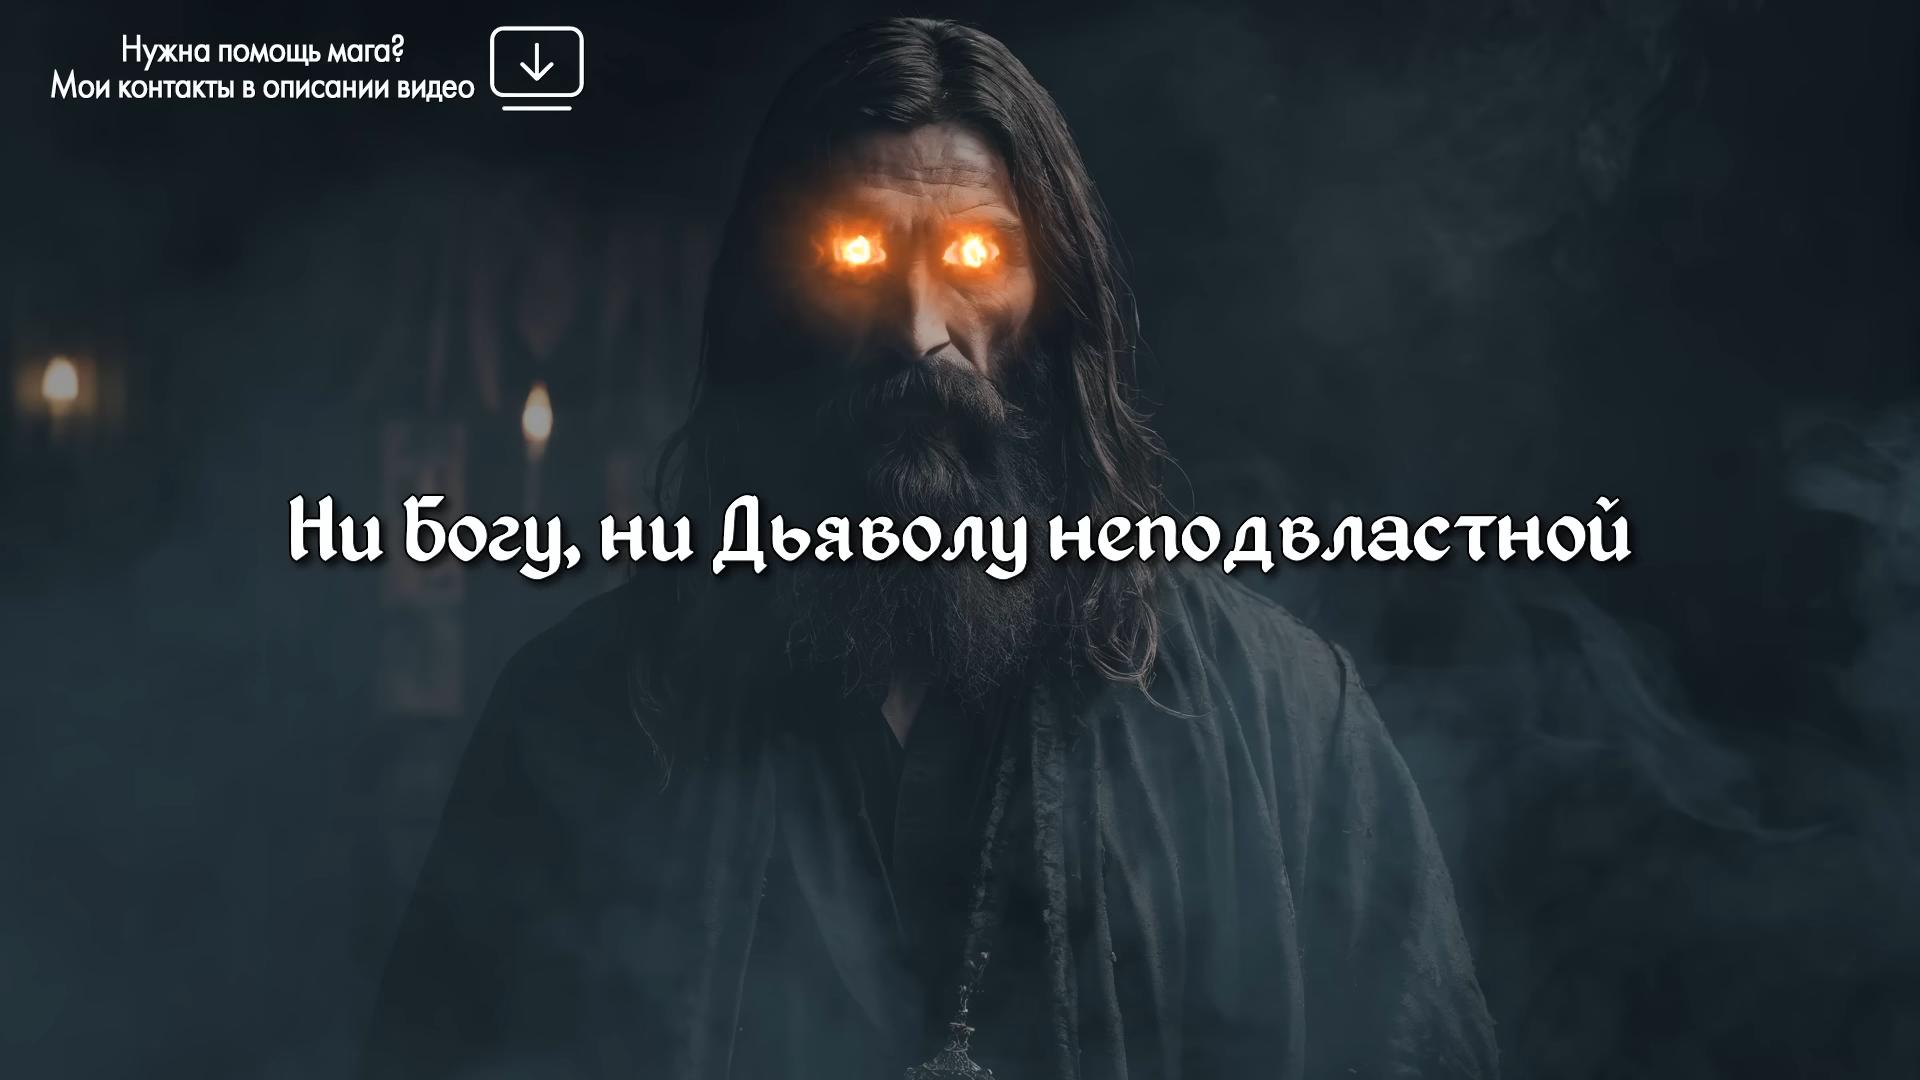 Нужна помощь мага?
Мои контакты в описании видео
Ни Богу, ни Дьяволу неподвластной